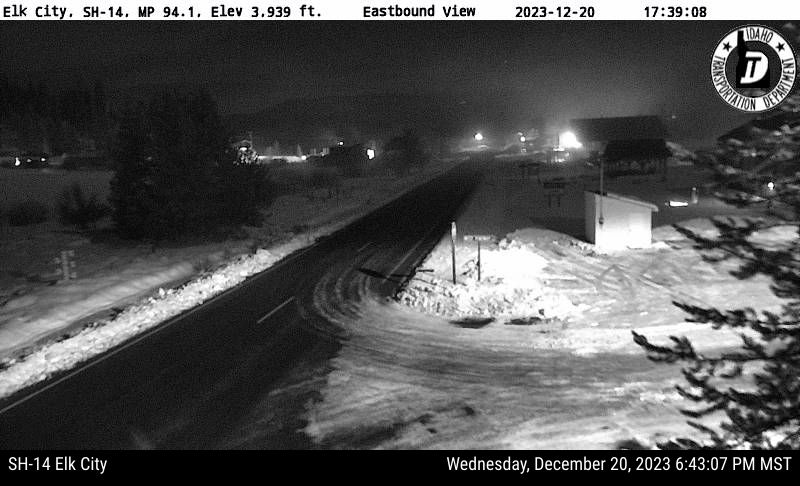 Elk City, SH-14, MP 94.1, Elev 3,939 ft. Eastbound View 2023-12-20 17:39:08
IDAHO
TRANSPORTATION DEPARTMENT
SH-14 Elk City Wednesday, December 20, 2023 6:43:07 PM MST